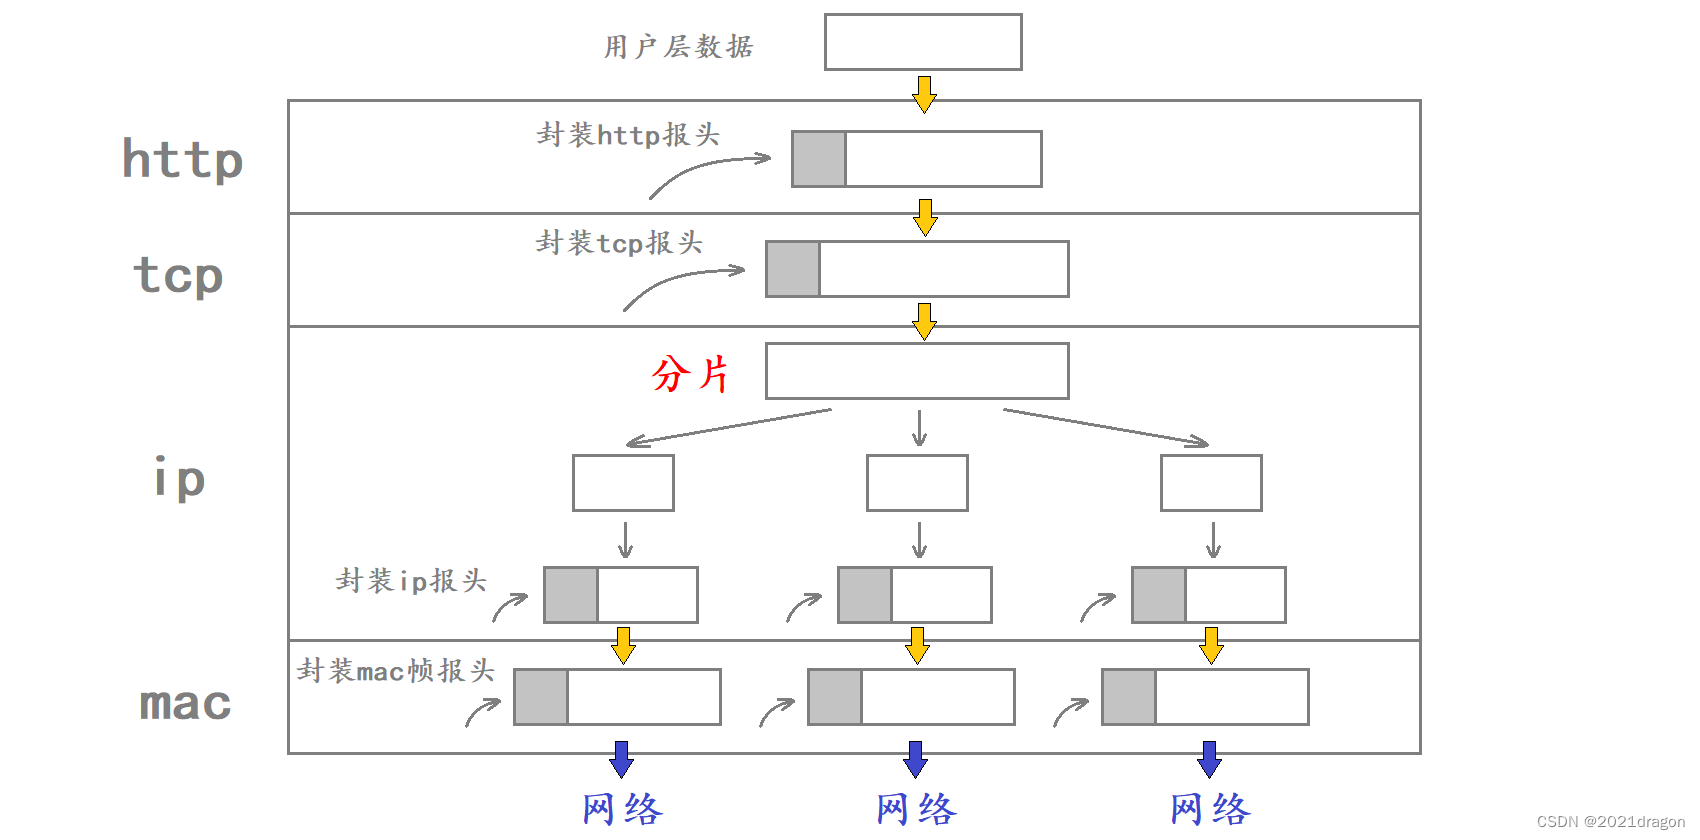 用户层数据
http
封装http报头
tcp
封装tcp报头
分片
ip
封装ip报头
mac
封装mac帧报头
网络
网络
网络
CSDN @2021dragon